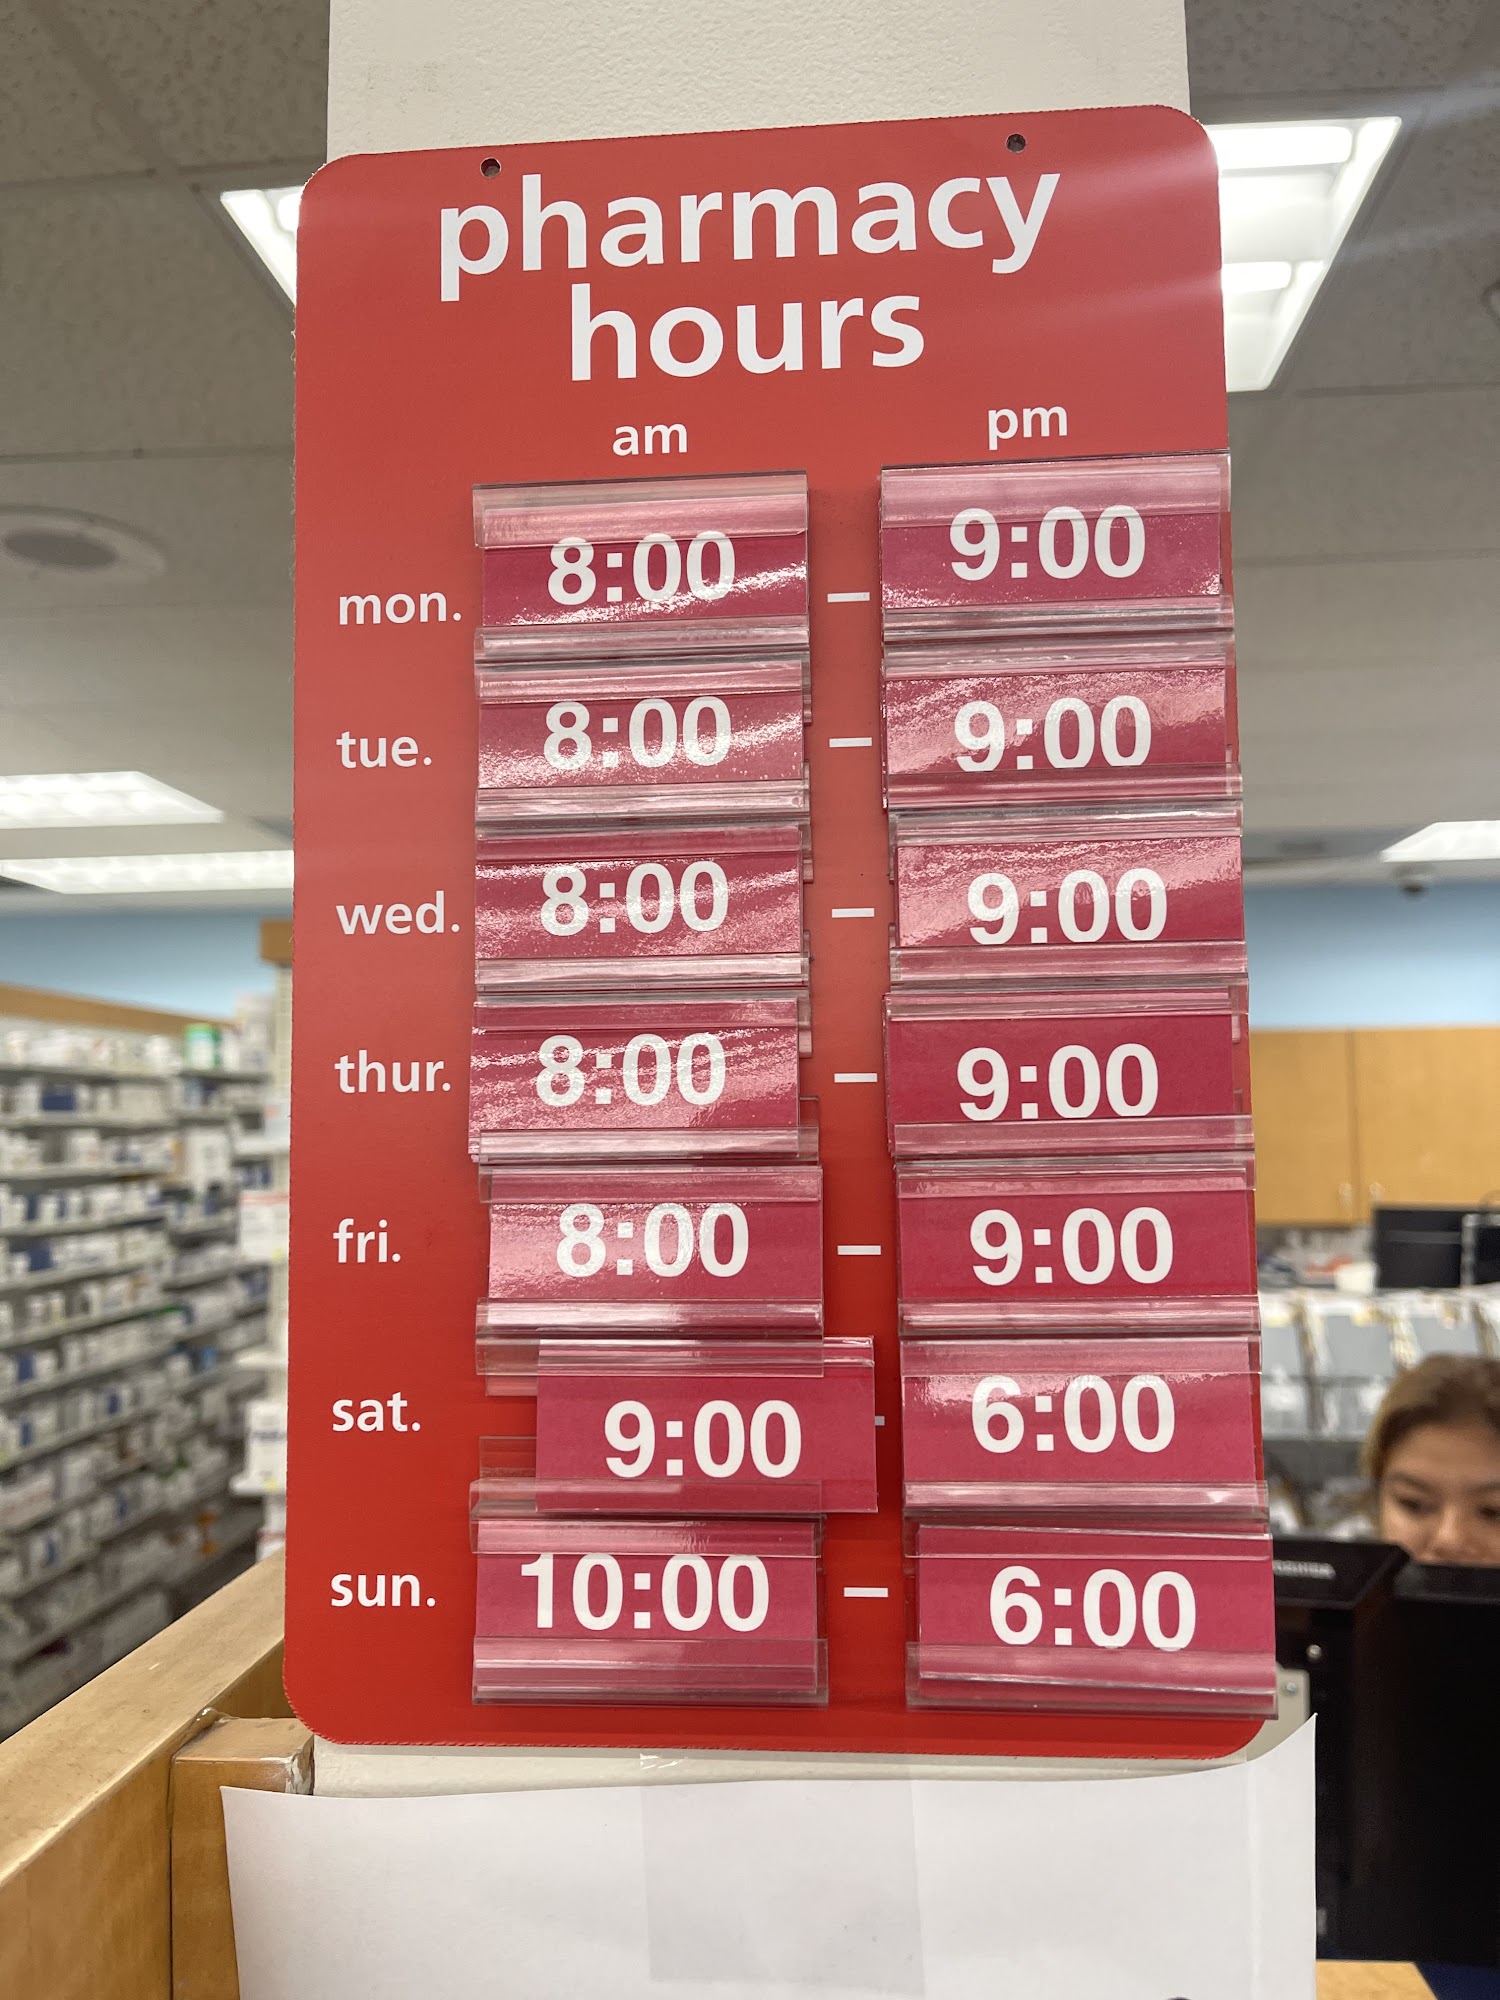 pharmacy
hours
am pm
mon. 8:00 – 9:00
tue. 8:00 – 9:00
wed. 8:00 – 9:00
thur. 8:00 – 9:00
fri. 8:00 – 9:00
sat. 9:00 - 6:00
sun. 10:00 – 6:00